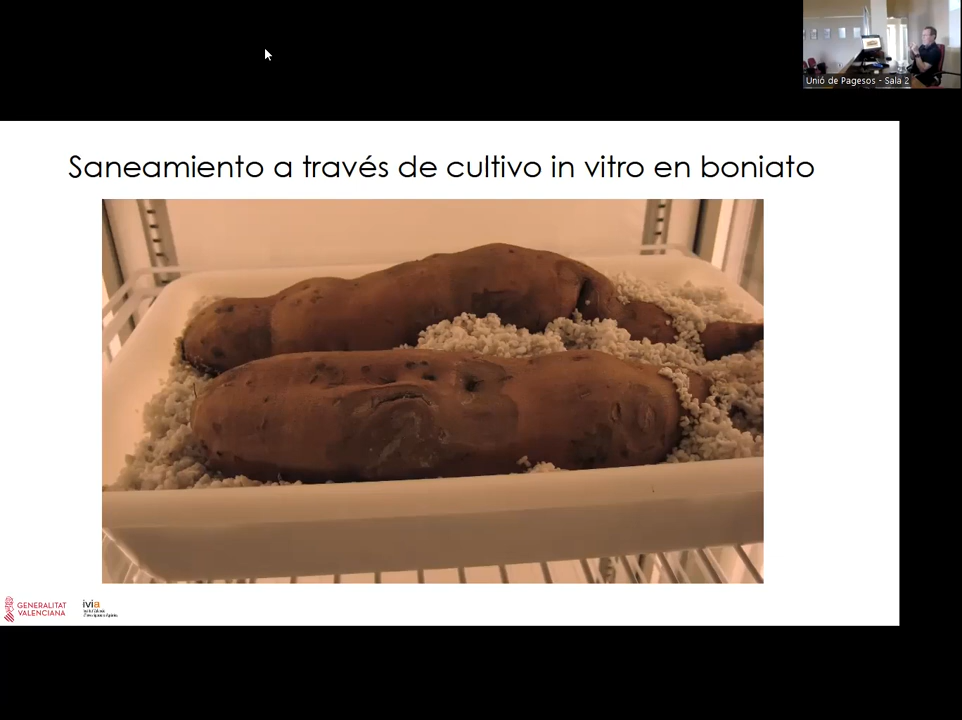 Unió de Pagesos - Sala 2
Saneamiento a través de cultivo in vitro en boniato
GENERALITAT
VALENCIANA
ivia